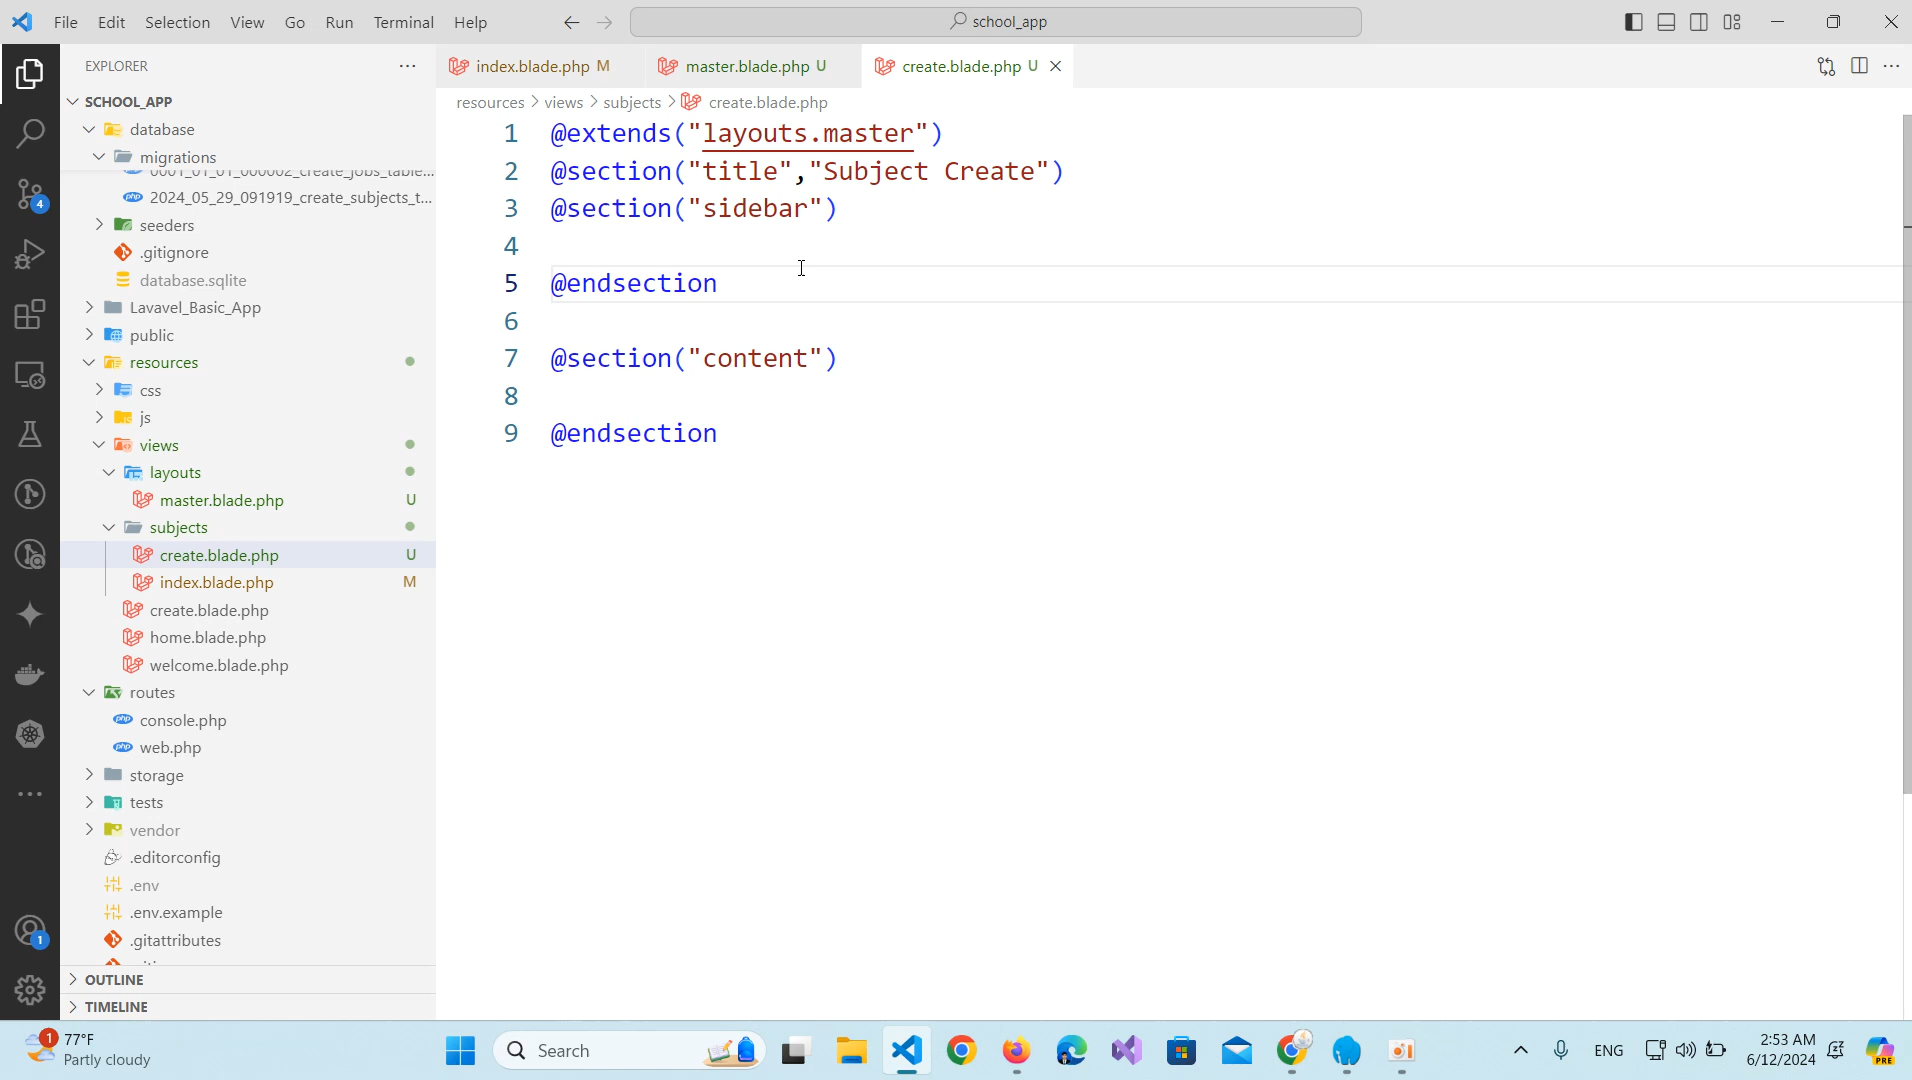 File Edit Selection View Go Run Terminal Help
school_app
EXPLORER
SCHOOL_APP
database
migrations
0001_01_01_000002_create_jobs_table...
2024_05_29_091919_create_subjects_t...
seeders
.gitignore
database.sqlite
Lavavel_Basic_App
public
resources
css
js
views
layouts
master.blade.php U
subjects
create.blade.php U
index.blade.php M
create.blade.php
home.blade.php
welcome.blade.php
routes
console.php
web.php
storage
tests
vendor
.editorconfig
.env
.env.example
.gitattributes
OUTLINE
TIMELINE
4
1
index.blade.php M master.blade.php U create.blade.php U
resources > views > subjects > create.blade.php
1 @extends("layouts.master")
2 @section("title","Subject Create")
3 @section("sidebar")
4
5 @endsection
6
7 @section("content")
8
9 @endsection
1
77°F
Partly cloudy
Search
ENG
2:53 AM
6/12/2024
PRE